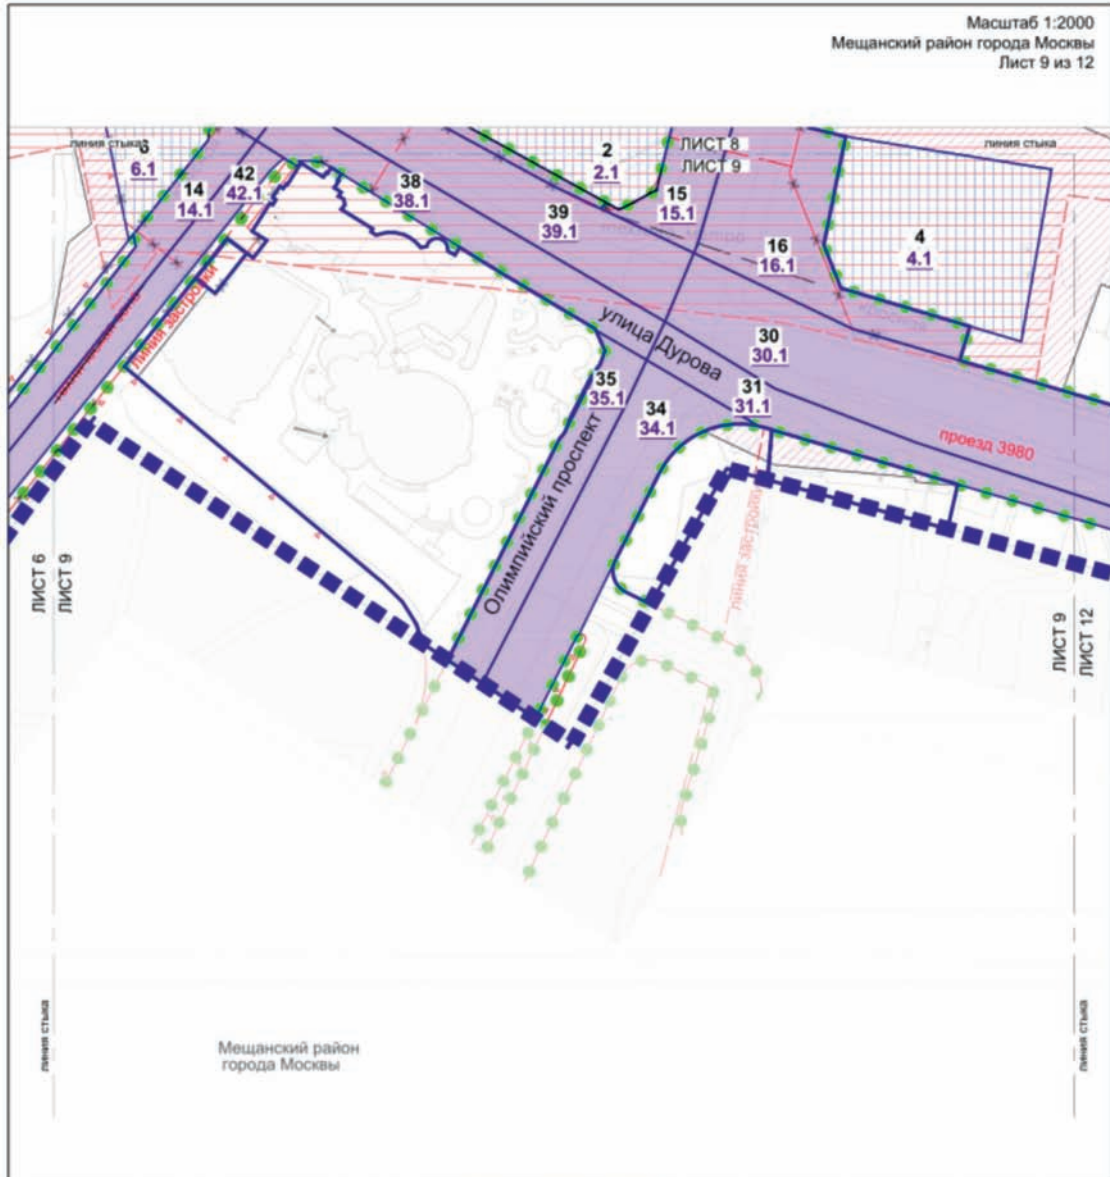 Масштаб 1:2000
Мещанский район города Москвы
Лист 9 из 12
линия стыка
6
6.1
14
14.1
42
42.1
38
38.1
39
39.1
2
2.1
ЛИСТ 8
ЛИСТ 9
15
15.1
16
16.1
4
4.1
линия стыка
линия застройки
улица Дурова
30
30.1
31
31.1
35
35.1
34
34.1
проезд 3980
Олимпийский проспект
линия застройки
ЛИСТ 6
ЛИСТ 9
ЛИСТ 9
ЛИСТ 12
линия стыка
линия стыка
Мещанский район
города Москвы